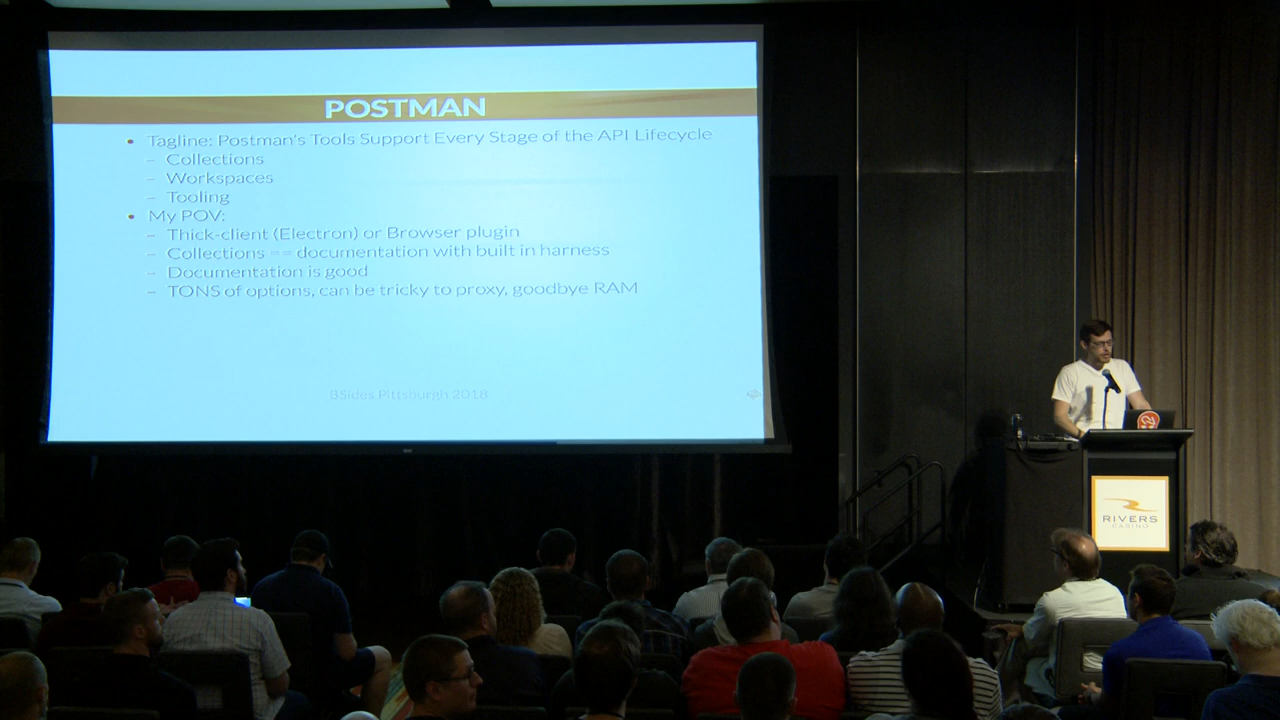 POSTMAN
• Tagline: Postman's Tools Support Every Stage of the API Lifecycle
– Collections
– Workspaces
– Tooling
• My POV:
– Thick-client (Electron) or Browser plugin
– Collections == documentation with built in harness
– Documentation is good
– TONS of options, can be tricky to proxy, goodbye RAM
BSides Pittsburgh 2018
RIVERS
CASINO